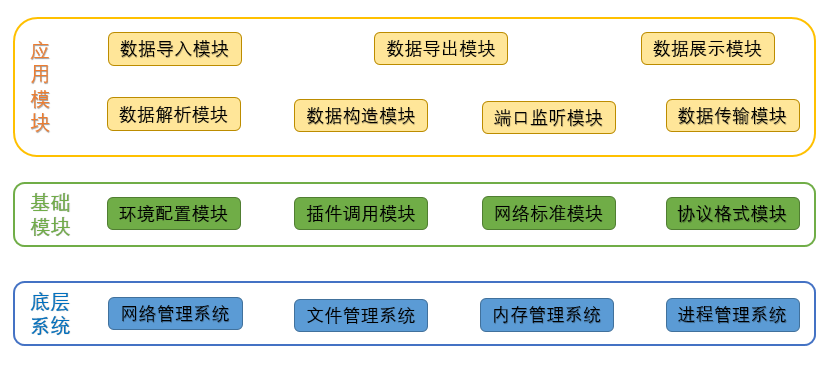 应用模块
数据导入模块
数据导出模块
数据展示模块
数据解析模块
数据构造模块
端口监听模块
数据传输模块
基础
模块
环境配置模块
插件调用模块
网络标准模块
协议格式模块
底层
系统
网络管理系统
文件管理系统
内存管理系统
进程管理系统